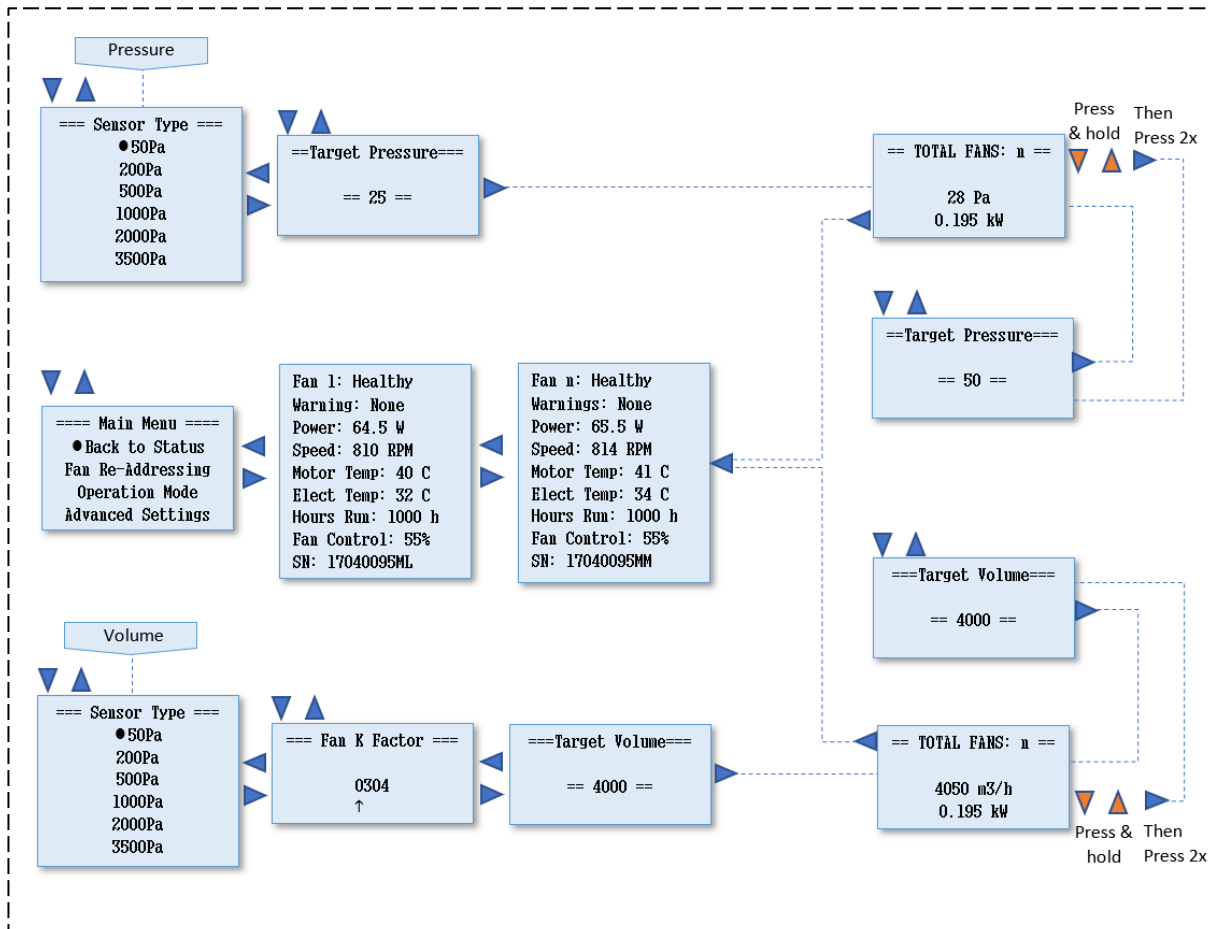 Pressure
=== Sensor Type ===
●50Pa
200Pa
500Pa
1000Pa
2000Pa
3500Pa
==Target Pressure===
== 25 ==
== TOTAL FANS: n ==
28 Pa
0.195 kW
Press
& hold
Then
Press 2x
==Target Pressure===
== 50 ==
==== Main Menu ====
●Back to Status
Fan Re-Addressing
Operation Mode
Advanced Settings
Fan 1: Healthy
Warning: None
Power: 64.5 W
Speed: 810 RPM
Motor Temp: 40 C
Elect Temp: 32 C
Hours Run: 1000 h
Fan Control: 55%
SN: 17040095ML
Fan n: Healthy
Warnings: None
Power: 65.5 W
Speed: 814 RPM
Motor Temp: 41 C
Elect Temp: 34 C
Hours Run: 1000 h
Fan Control: 55%
SN: 17040095MM
===Target Volume===
== 4000 ==
Volume
=== Sensor Type ===
●50Pa
200Pa
500Pa
1000Pa
2000Pa
3500Pa
=== Fan K Factor ===
0304
↑
===Target Volume===
== 4000 ==
== TOTAL FANS: n ==
4050 m3/h
0.195 kW
Press &
hold
Then
Press 2x